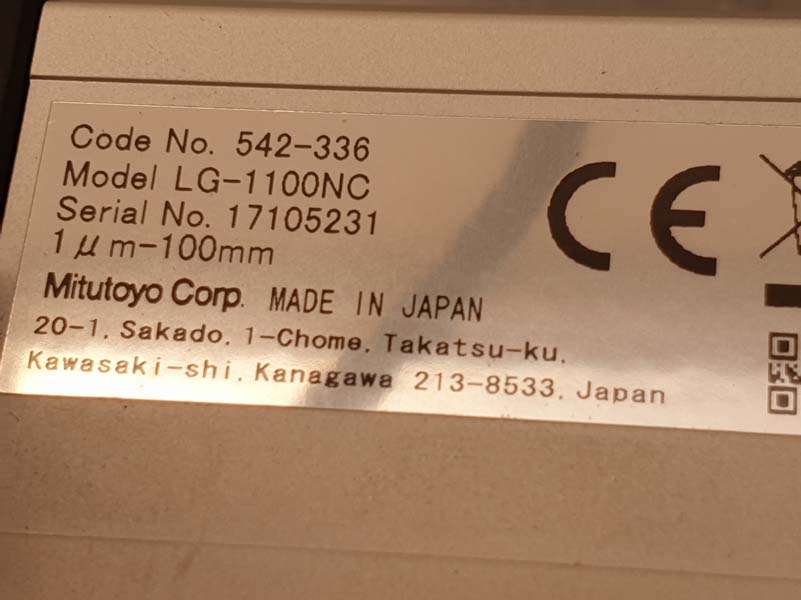 Code No. 542-336
Model LG-1100NC
Serial No. 17105231
1μm-100mm
Mitutoyo Corp. MADE IN JAPAN
20-1, Sakado, 1-Chome, Takatsu-ku,
Kawasaki-shi, Kanagawa 213-8533, Japan
CE